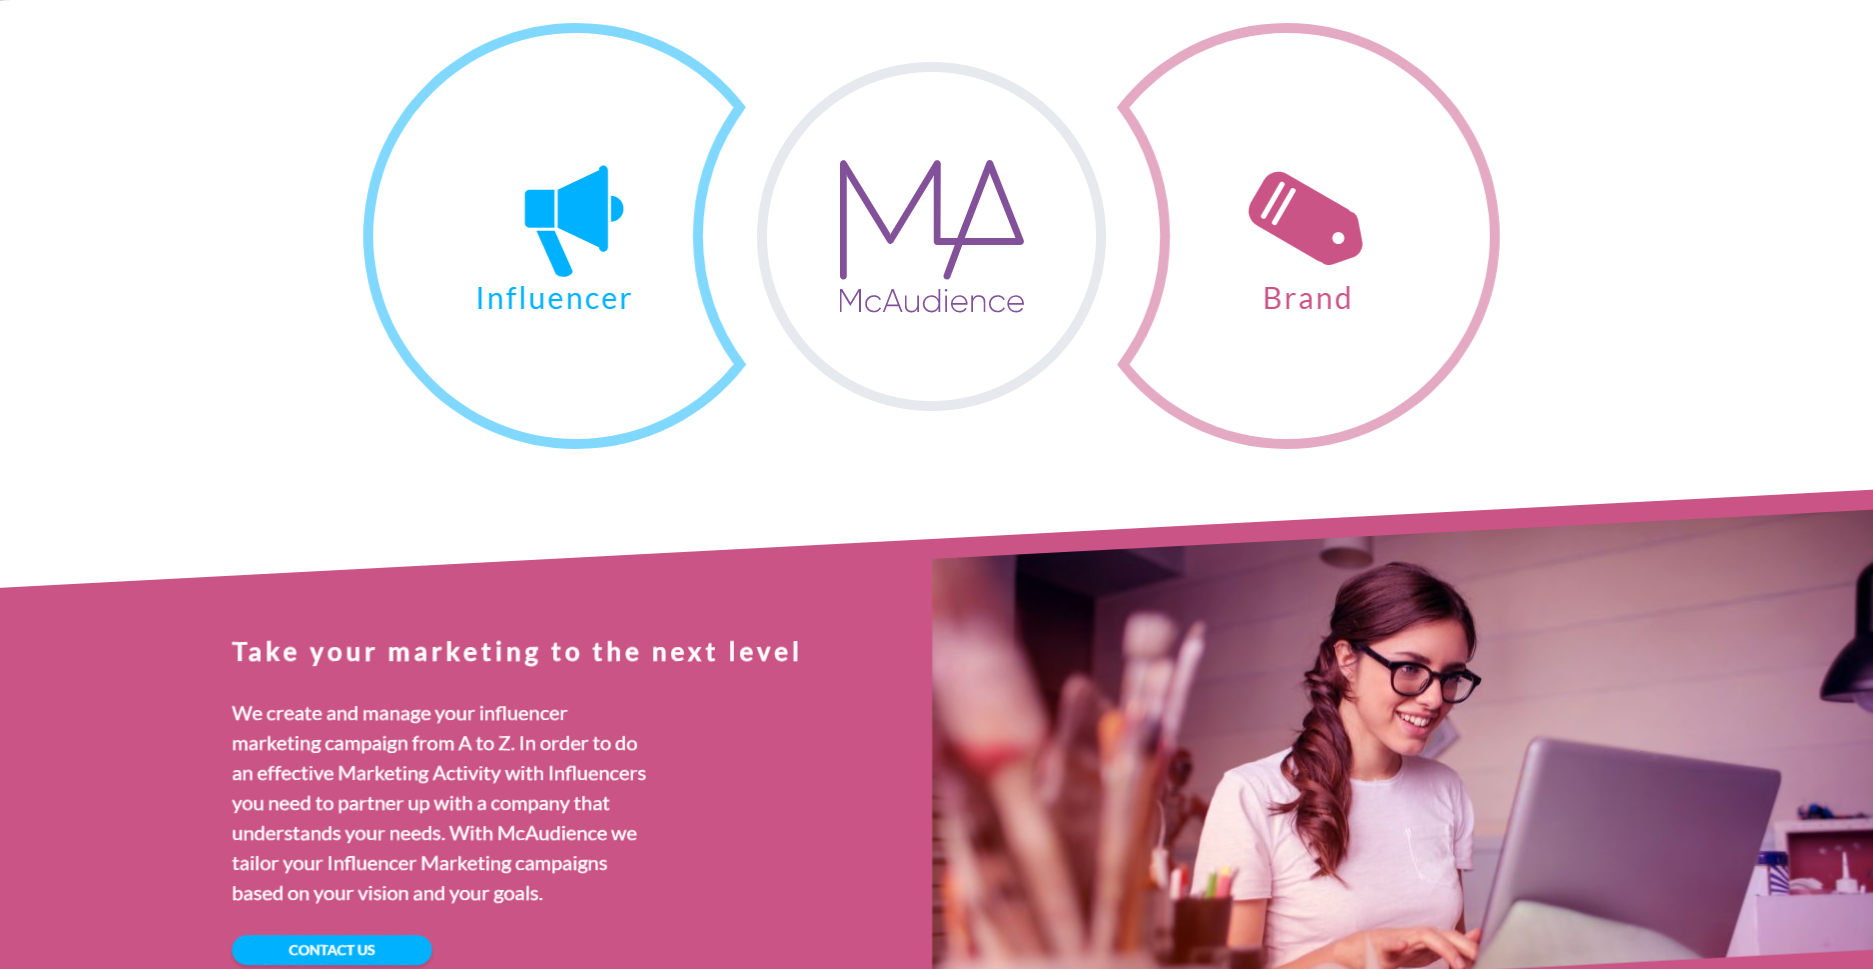 Influencer
MA
McAudience
Brand
Take your marketing to the next level
We create and manage your influencer
marketing campaign from A to Z. In order to do
an effective Marketing Activity with Influencers
you need to partner up with a company that
understands your needs. With McAudience we
tailor your Influencer Marketing campaigns
based on your vision and your goals.
CONTACT US